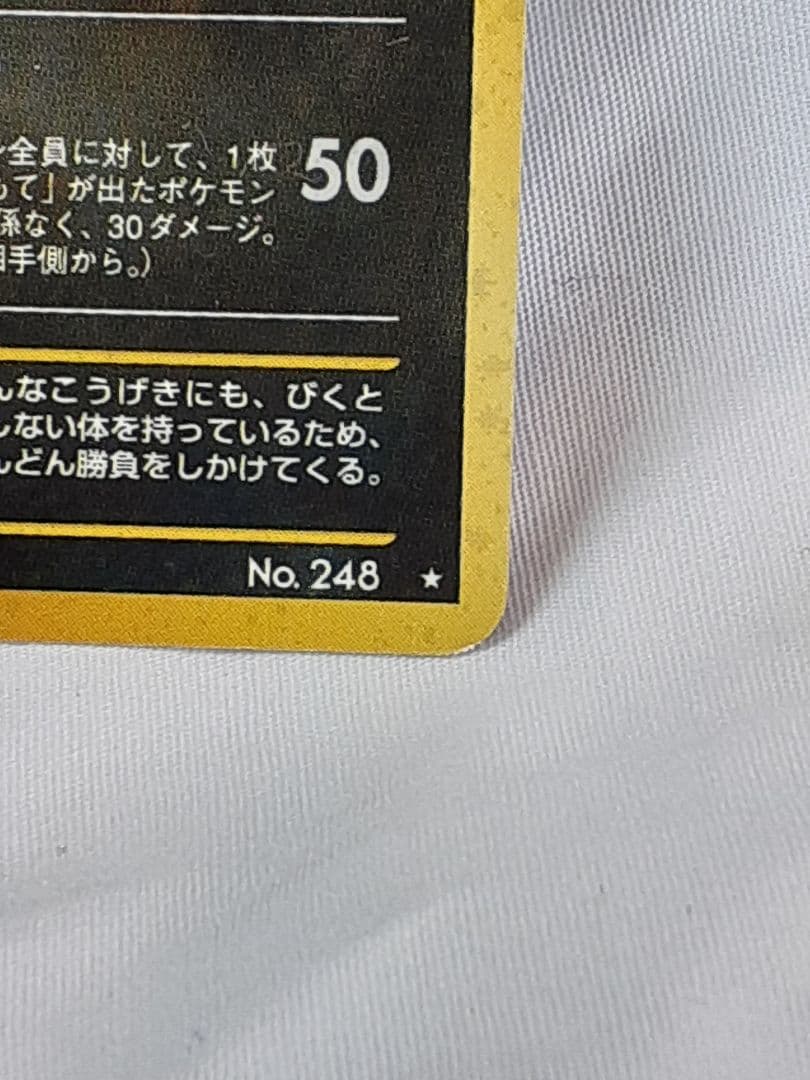 全員に対して、1枚
て」が出たポケモン
係なく、30ダメージ。
手側から。)
50
んなこうげきにも、びくと
しない体を持っているため、
んどん勝負をしかけてくる。
No. 248 ★